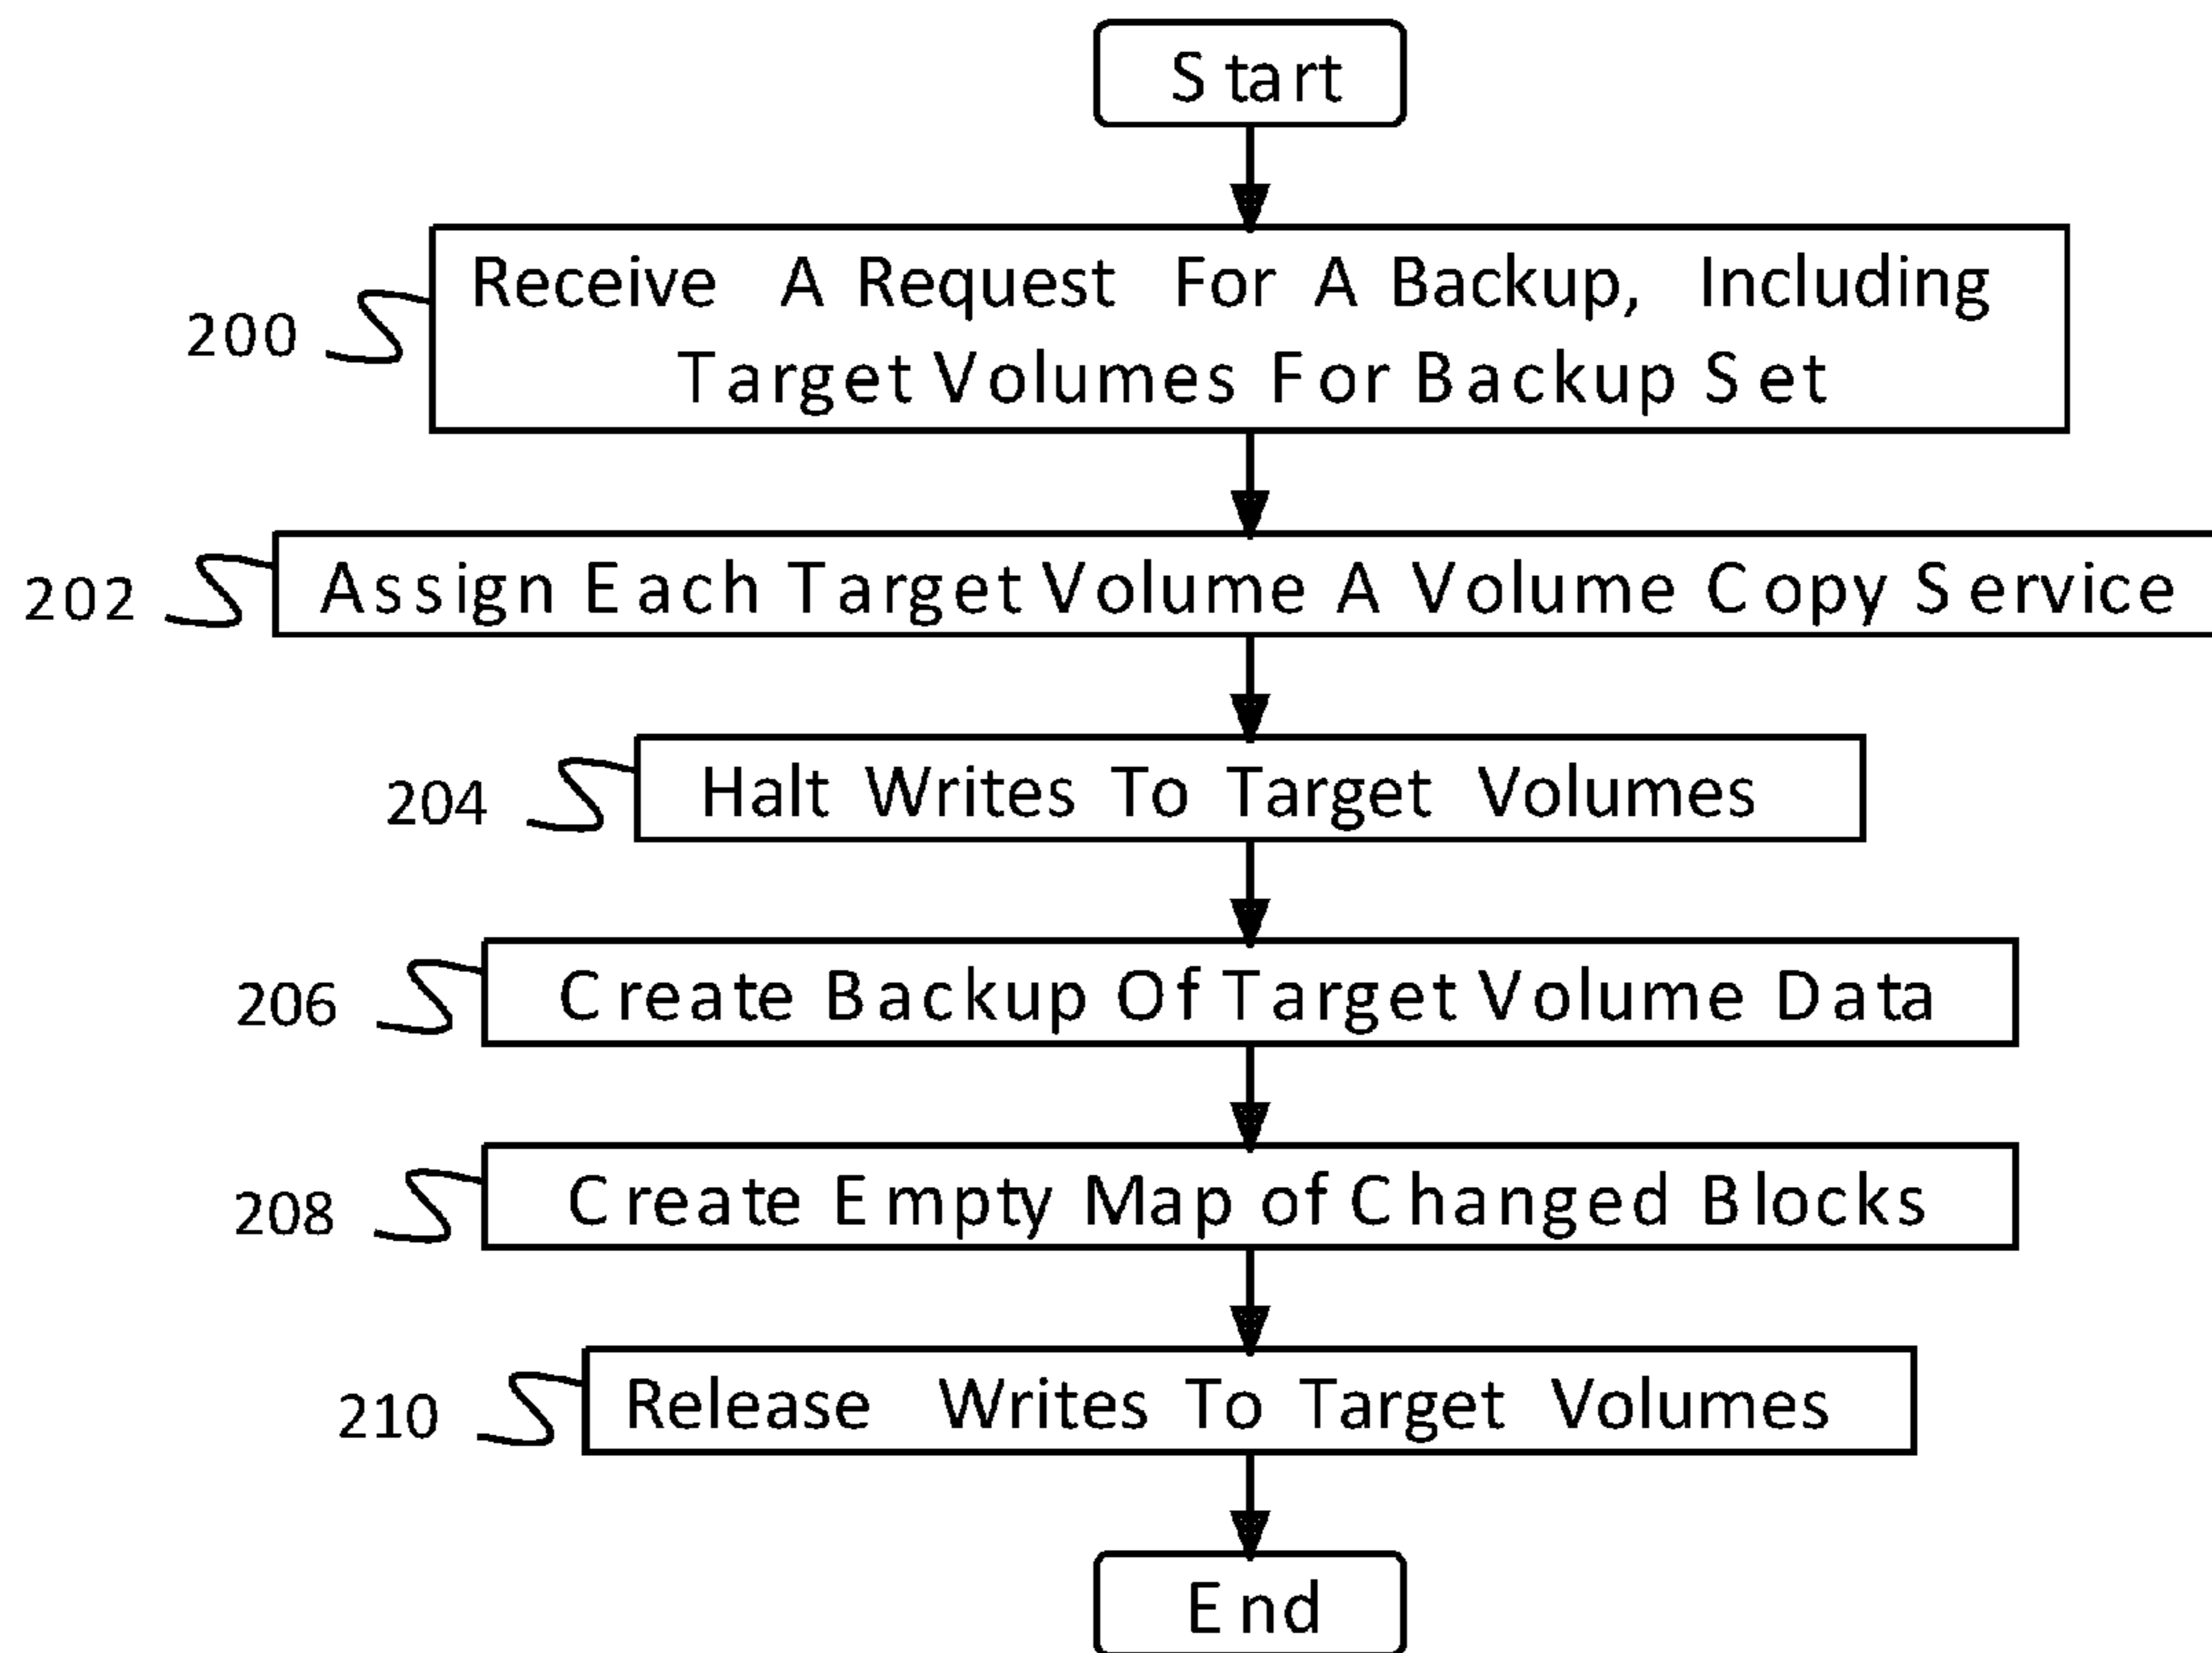 Start
Receive A Request For A Backup, Including
200
Target Volumes For Backup Set
202
Assign Each Target Volume A Volume Copy Service
204
Halt Writes To Target Volumes
206
Create Backup Of Target Volume Data
208
Create Empty Map of Changed Blocks
210
Release Writes To Target Volumes
End